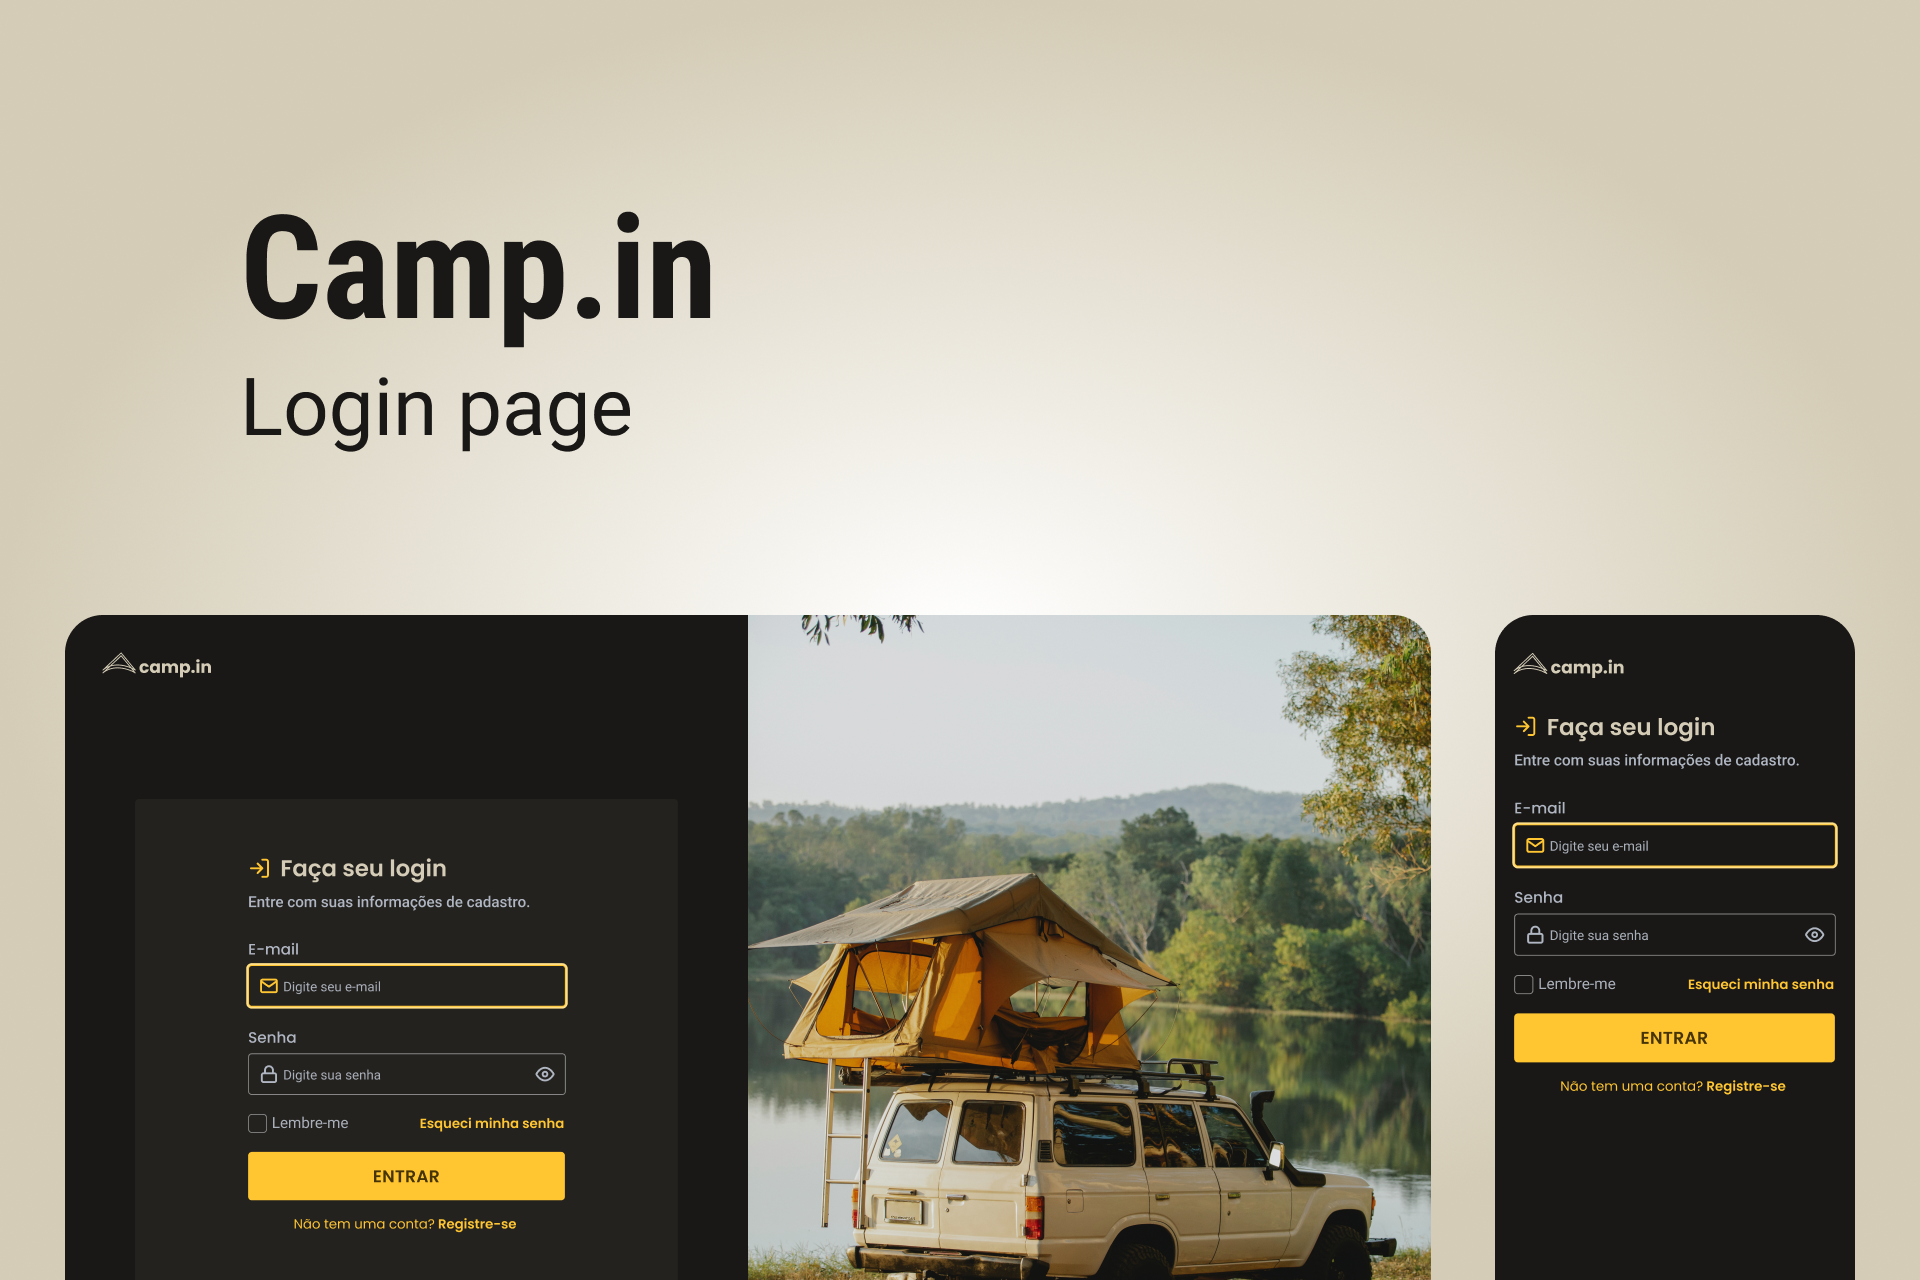 Camp.in
Login page
camp.in
Faça seu login
Entre com suas informações de cadastro.
E-mail
Digite seu e-mail
Senha
Digite sua senha
Lembre-me
Esqueci minha senha
ENTRAR
Não tem uma conta? Registre-se
camp.in
Faça seu login
Entre com suas informações de cadastro.
E-mail
Digite seu e-mail
Senha
Digite sua senha
Lembre-me
Esqueci minha senha
ENTRAR
Não tem uma conta? Registre-se